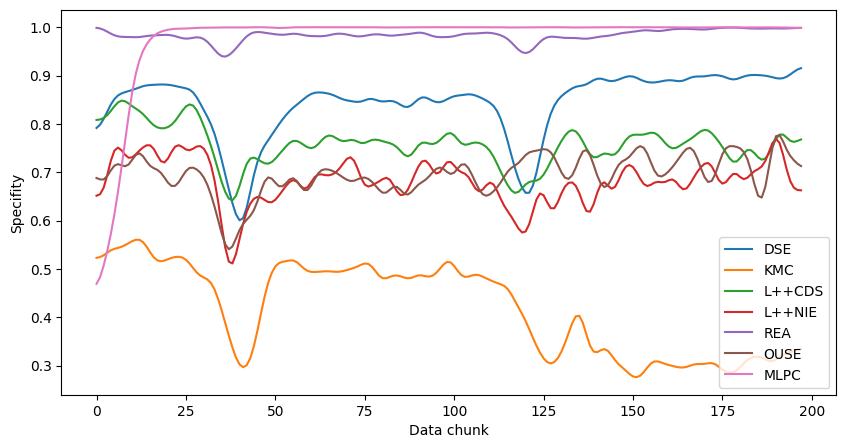 1.0
0.9
0.8
0.7
0.6
0.5
0.4
0.3
Specifity
0
25
50
75
100
125
150
175
200
Data chunk
DSE
KMC
L++CDS
L++NIE
REA
OUSE
MLPC